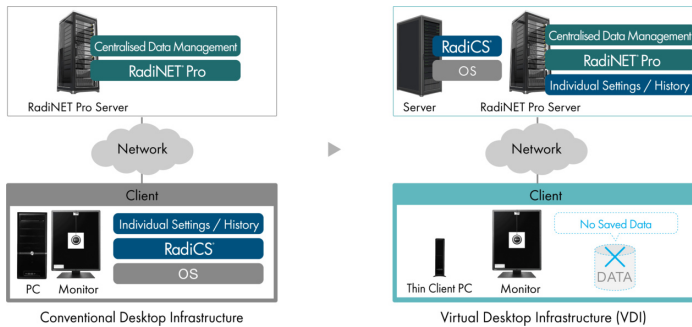 Centralised Data Management
RadiNET® Pro
RadiNET Pro Server
Network
Client
Individual Settings / History
RadiCS®
OS
PC
Monitor
Conventional Desktop Infrastructure
RadiCS®
OS
Centralised Data Management
RadiNET® Pro
Individual Settings / History
Server
RadiNET Pro Server
Network
Client
No Saved Data
DATA
Thin Client PC
Monitor
Virtual Desktop Infrastructure (VDI)